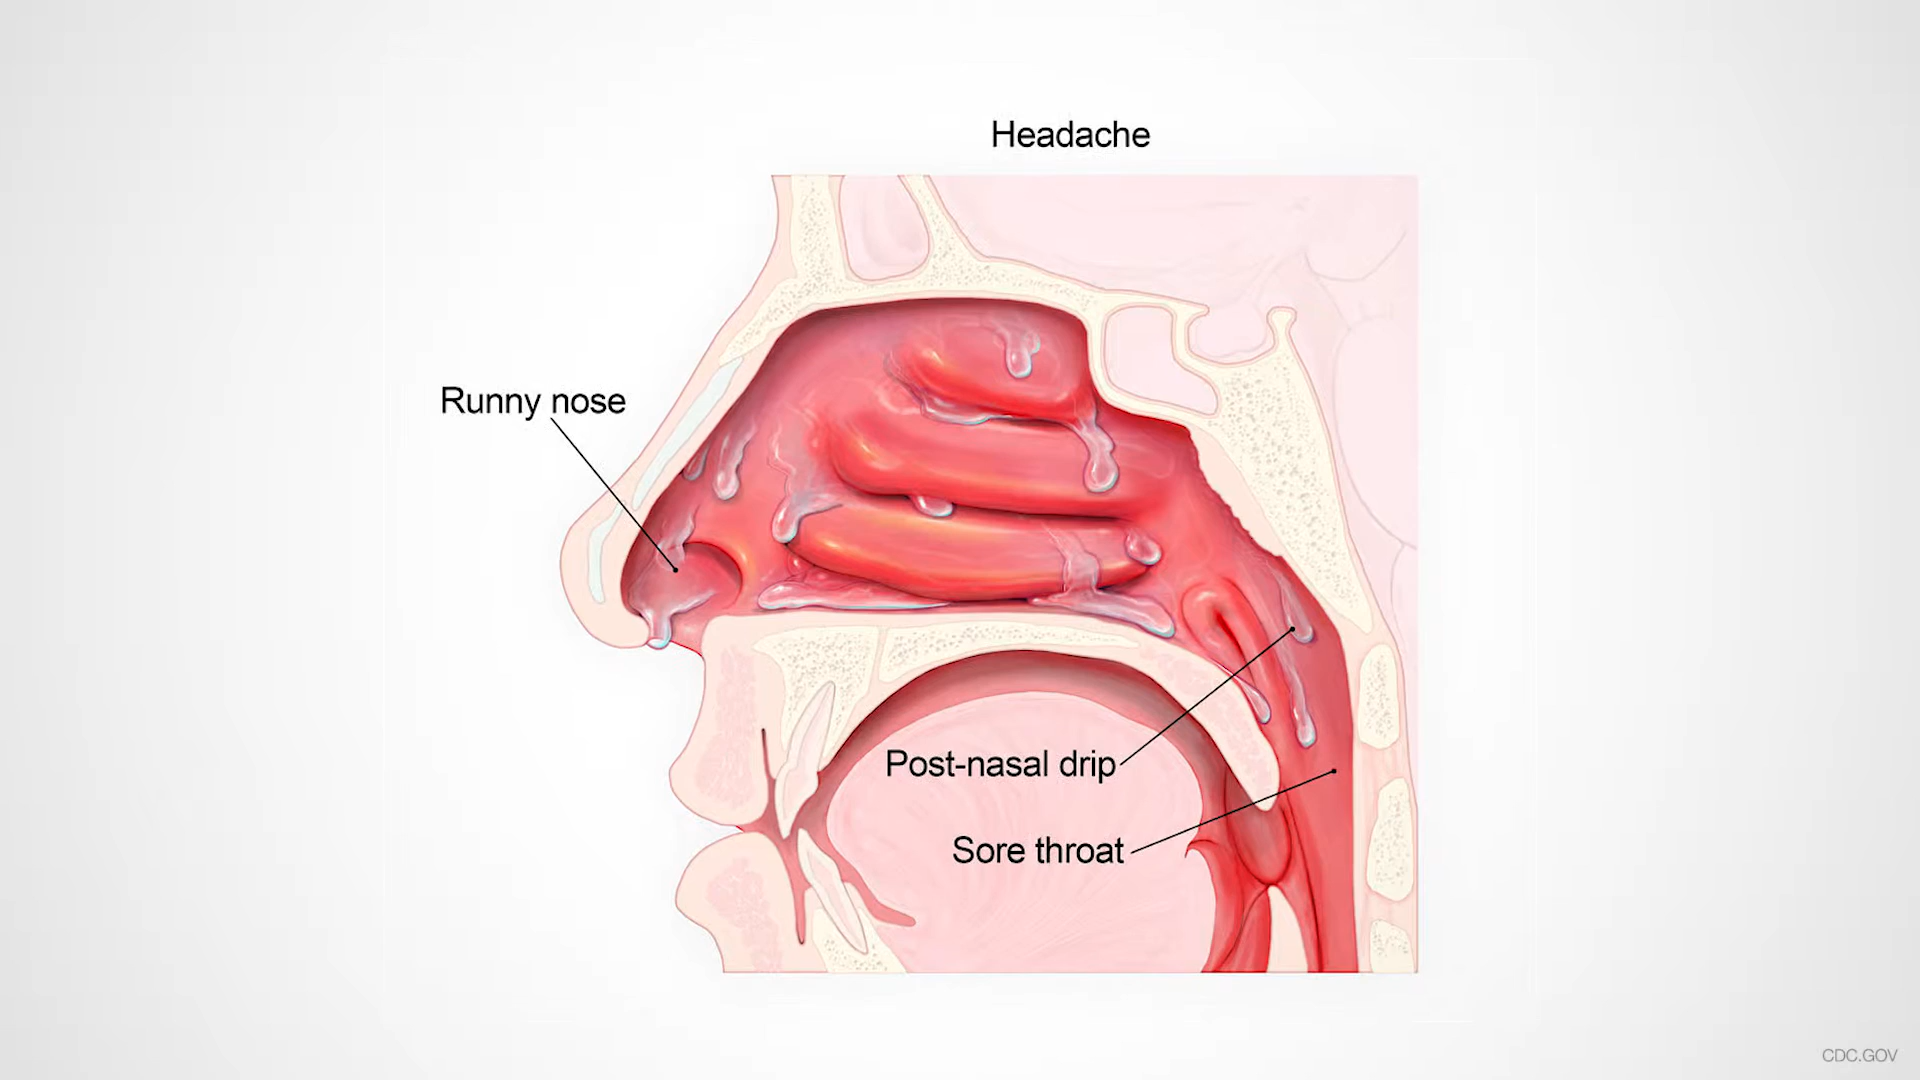 Headache
Runny nose
Post-nasal drip
Sore throat
CDC.GOV